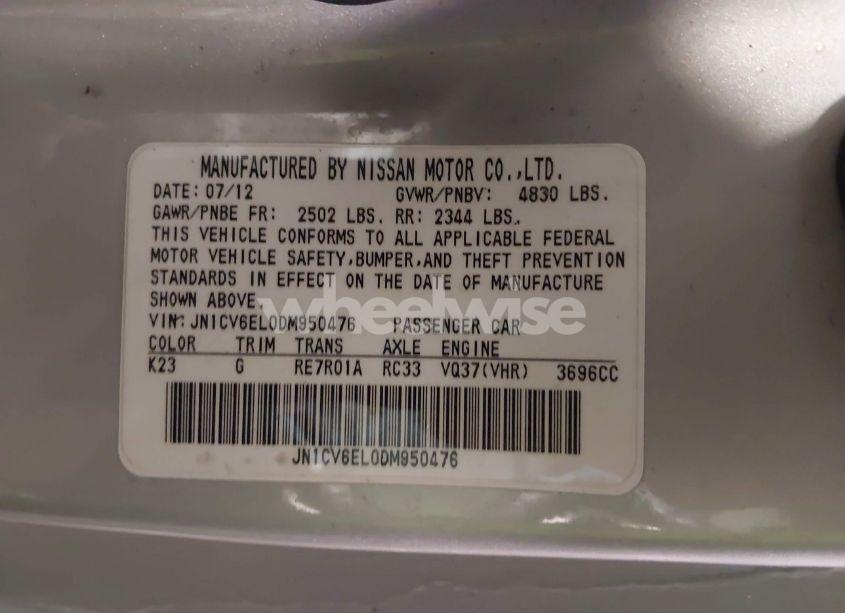 MANUFACTURED BY NISSAN MOTOR CO.,LTD.
DATE: 07/12 GVWR/PNBV: 4830 LBS.
GAWR/PNBE FR: 2502 LBS. RR: 2344 LBS.
THIS VEHICLE CONFORMS TO ALL APPLICABLE FEDERAL
MOTOR VEHICLE SAFETY,BUMPER,AND THEFT PREVENTION
STANDARDS IN EFFECT ON THE DATE OF MANUFACTURE
SHOWN ABOVE.
wheelwise
VIN: JN1CV6EL0DM950476 PASSENGER CAR
COLOR TRIM TRANS AXLE ENGINE
K23 G RE7R01A RC33 VQ37(VHR) 3696CC
JN1CV6EL0DM950476